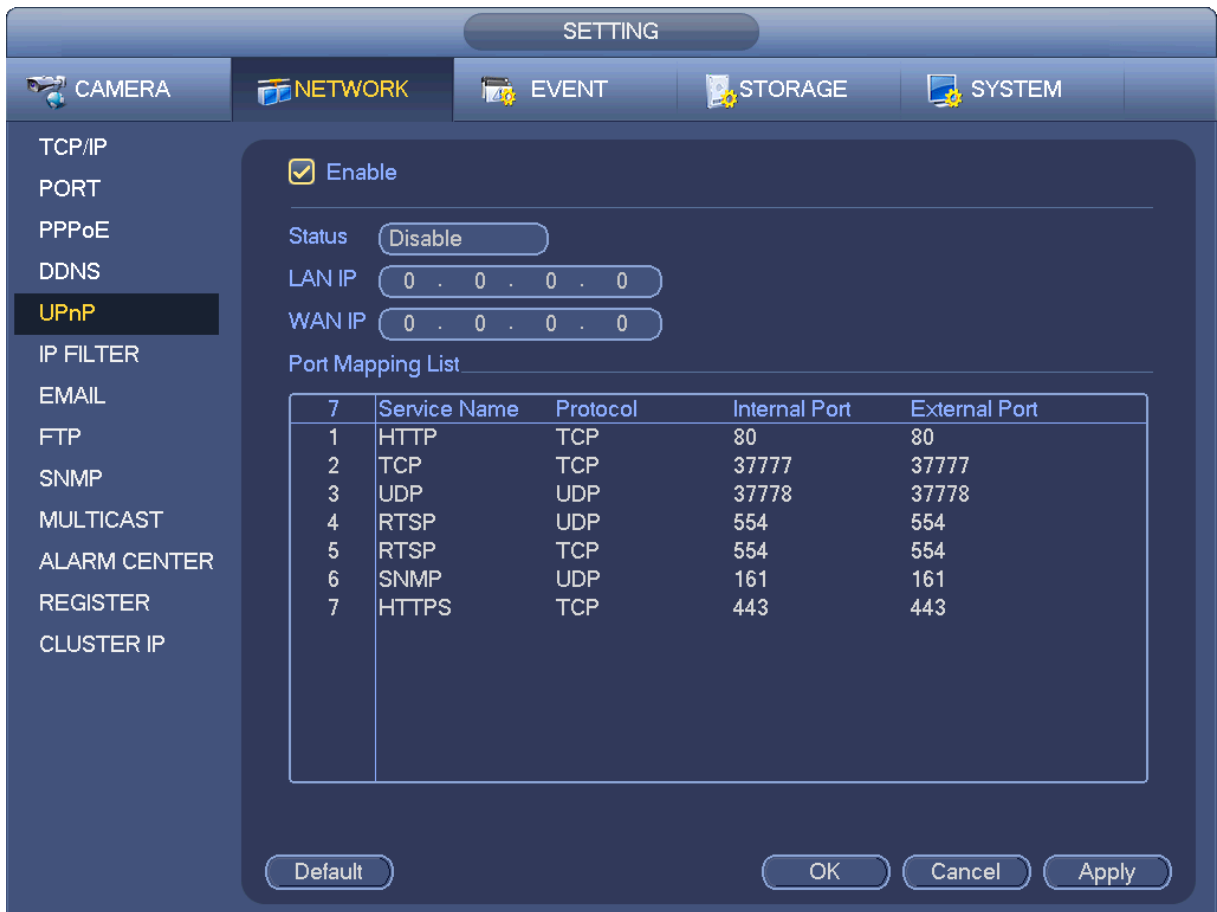 SETTING
CAMERA NETWORK EVENT STORAGE SYSTEM
TCP/IP
PORT
PPPoE
DDNS
UPnP
IP FILTER
EMAIL
FTP
SNMP
MULTICAST
ALARM CENTER
REGISTER
CLUSTER IP
Enable
Status Disable
LAN IP 0 . 0 . 0 . 0
WAN IP 0 . 0 . 0 . 0
Port Mapping List
7 Service Name Protocol Internal Port External Port
1 HTTP TCP 80 80
2 TCP TCP 37777 37777
3 UDP UDP 37778 37778
4 RTSP UDP 554 554
5 RTSP TCP 554 554
6 SNMP UDP 161 161
7 HTTPS TCP 443 443
Default OK Cancel Apply